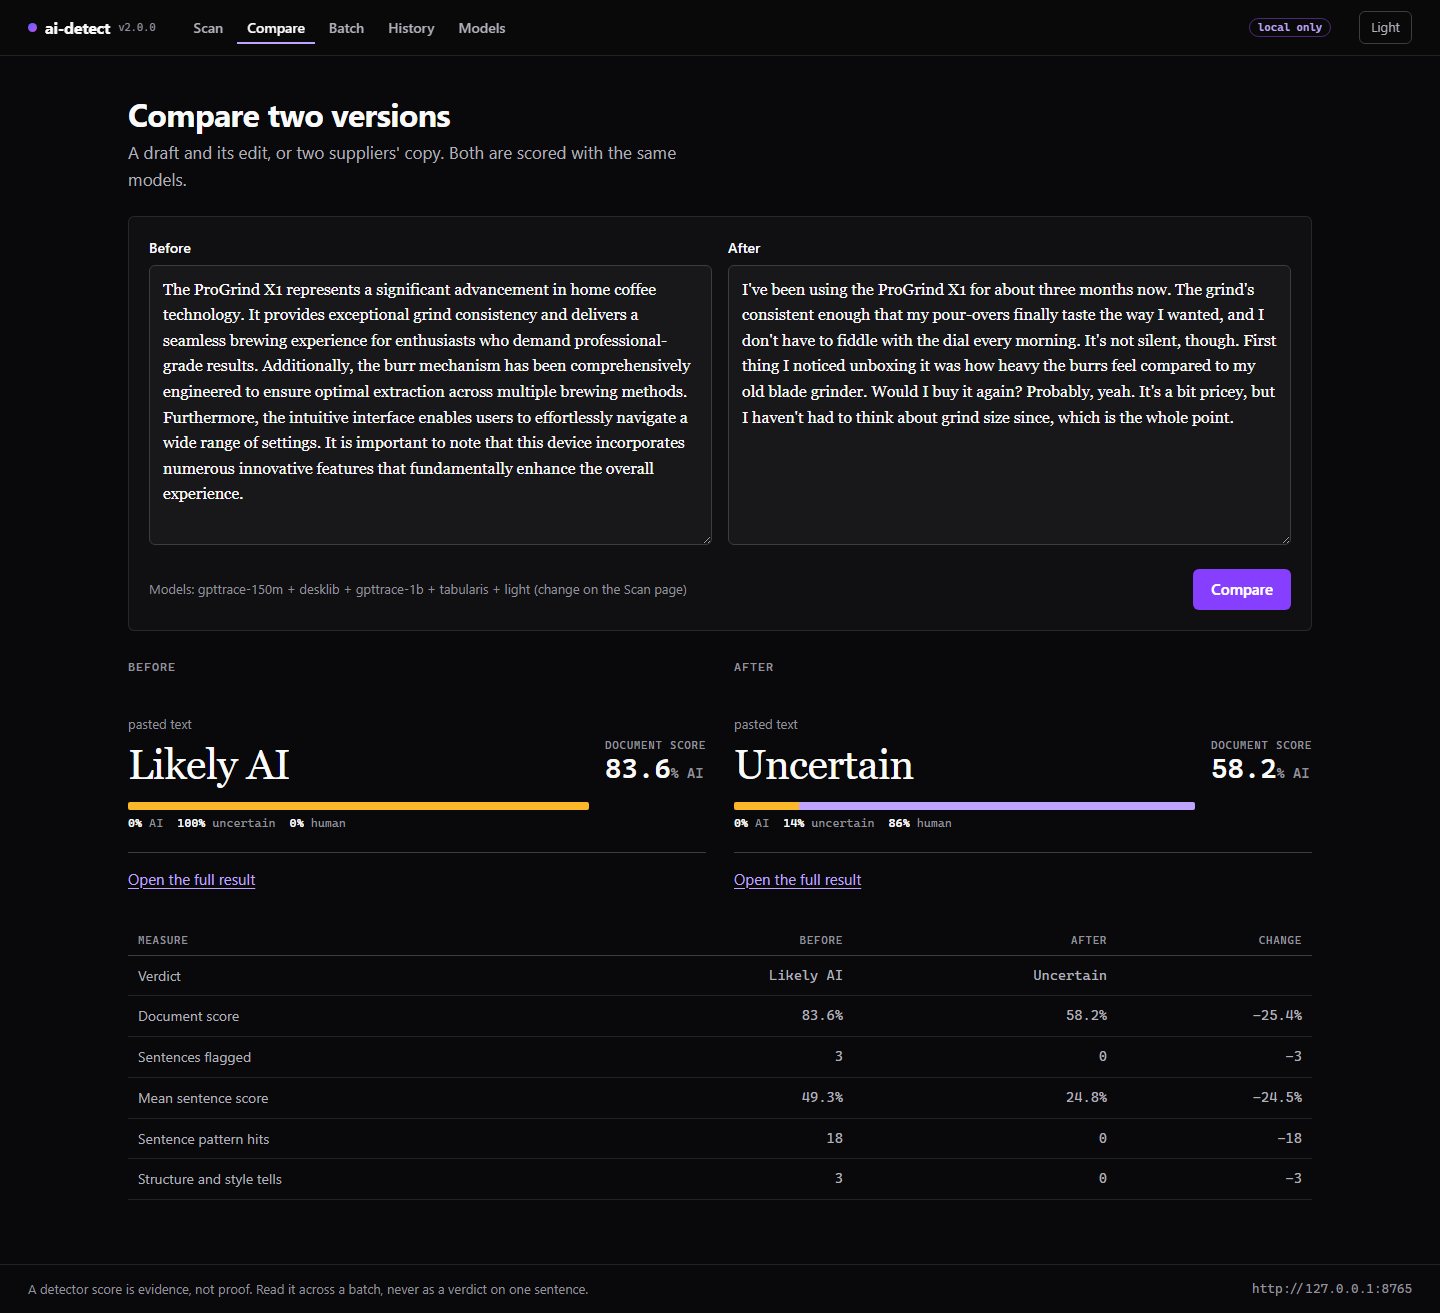 ai-detect v2.0.0 Scan Compare Batch History Models local only Light
Compare two versions
A draft and its edit, or two suppliers' copy. Both are scored with the same
models.
Before
The ProGrind X1 represents a significant advancement in home coffee
technology. It provides exceptional grind consistency and delivers a
seamless brewing experience for enthusiasts who demand professional-
grade results. Additionally, the burr mechanism has been comprehensively
engineered to ensure optimal extraction across multiple brewing methods.
Furthermore, the intuitive interface enables users to effortlessly navigate a
wide range of settings. It is important to note that this device incorporates
numerous innovative features that fundamentally enhance the overall
experience.
After
I've been using the ProGrind X1 for about three months now. The grind's
consistent enough that my pour-overs finally taste the way I wanted, and I
don't have to fiddle with the dial every morning. It's not silent, though. First
thing I noticed unboxing it was how heavy the burrs feel compared to my
old blade grinder. Would I buy it again? Probably, yeah. It's a bit pricey, but
I haven't had to think about grind size since, which is the whole point.
Models: gpttrace-150m + desklib + gpttrace-1b + tabularis + light (change on the Scan page)
Compare
BEFORE
pasted text
Likely AI
DOCUMENT SCORE
83.6% AI
0% AI 100% uncertain 0% human
Open the full result
AFTER
pasted text
Uncertain
DOCUMENT SCORE
58.2% AI
0% AI 14% uncertain 86% human
Open the full result
MEASURE BEFORE AFTER CHANGE
Verdict Likely AI Uncertain
Document score 83.6% 58.2% −25.4%
Sentences flagged 3 0 −3
Mean sentence score 49.3% 24.8% −24.5%
Sentence pattern hits 18 0 −18
Structure and style tells 3 0 −3
A detector score is evidence, not proof. Read it across a batch, never as a verdict on one sentence.
http://127.0.0.1:8765